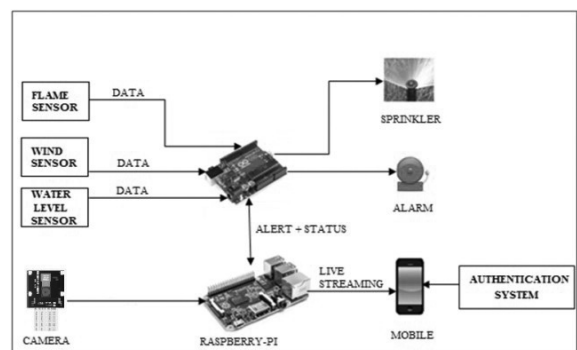 FLAME
SENSOR
DATA
SPRINKLER
WIND
SENSOR
DATA
WATER
LEVEL
SENSOR
DATA
ALARM
ALERT + STATUS
LIVE
STREAMING
AUTHENTICATION
SYSTEM
CAMERA
RASPBERRY-PI
MOBILE